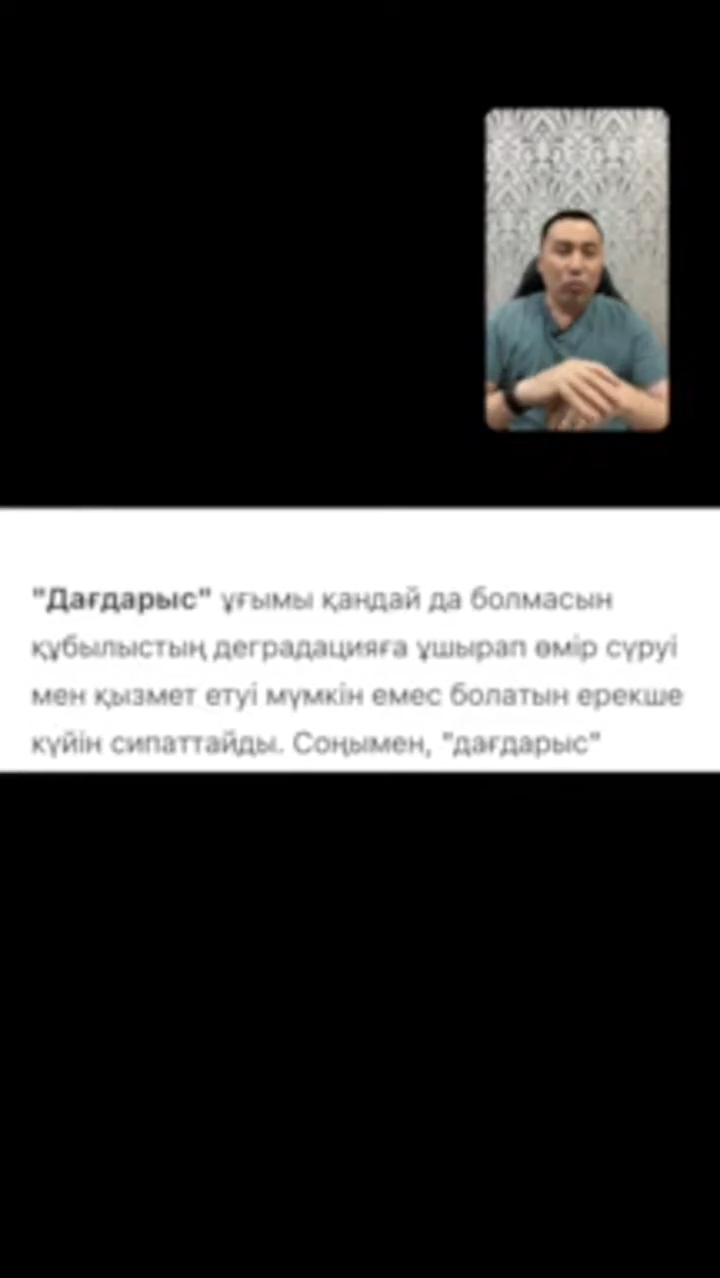 "Дағдарыс" ұғымы қандай да болмасын
құбылыстың деградацияға ұшырап өмір сүруі
мен қызмет етуі мүмкін емес болатын ерекше
күйін сипаттайды. Соңымен, "дағдарыс"